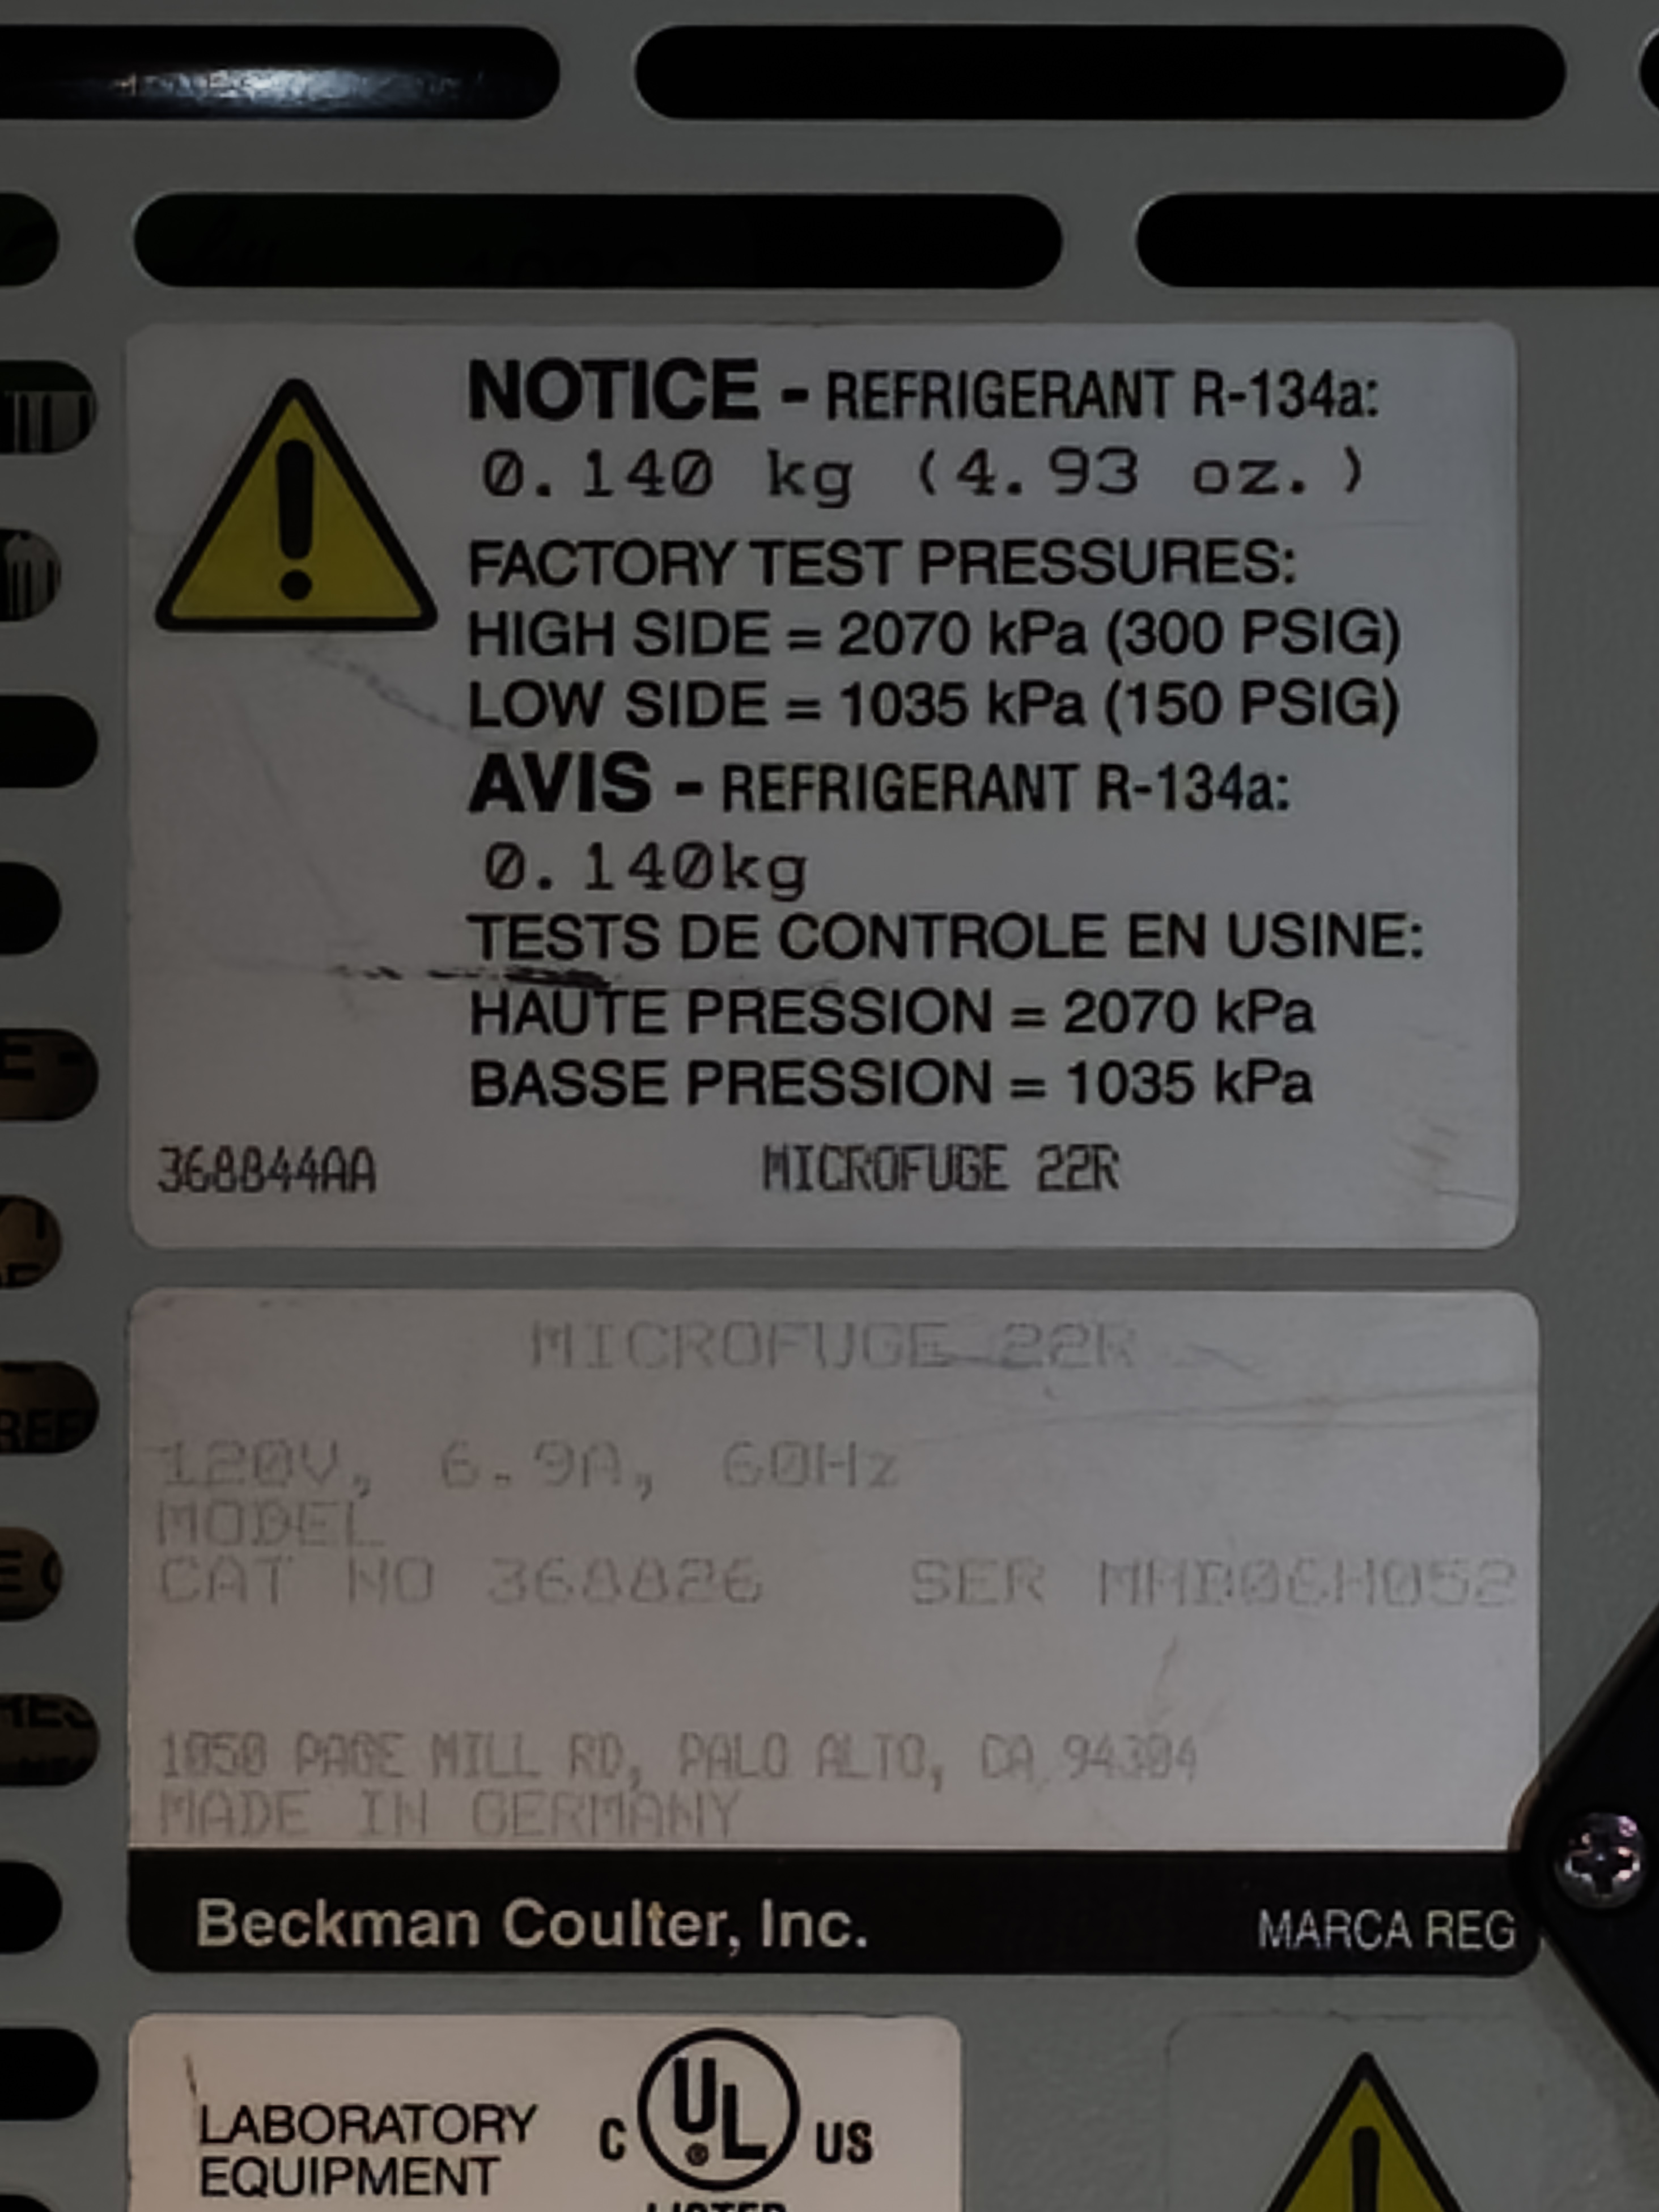 NOTICE - REFRIGERANT R-134a:
0.140 kg (4.93 oz.)
FACTORY TEST PRESSURES:
HIGH SIDE = 2070 kPa (300 PSIG)
LOW SIDE = 1035 kPa (150 PSIG)
AVIS - REFRIGERANT R-134a:
0.140kg
TESTS DE CONTROLE EN USINE:
HAUTE PRESSION = 2070 kPa
BASSE PRESSION = 1035 kPa
368844AA MICROFUGE 22R
MICROFUGE 22R
120V, 6.9A, 60Hz
MODEL
CAT NO 368826 SER
1050 PAGE MILL RD, PALO ALTO, CA 94304
MADE IN GERMANY
Beckman Coulter, Inc. MARCA REG
LABORATORY
EQUIPMENT
C UL US
LISTED